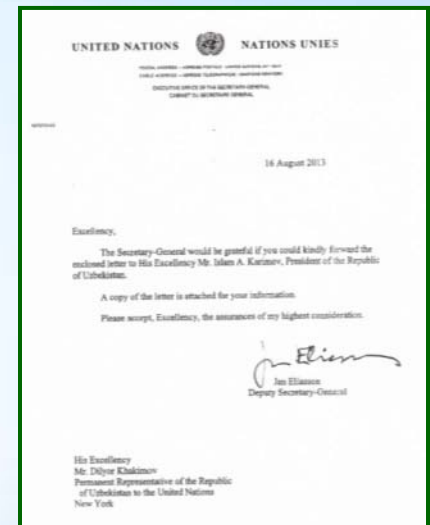 UNITED NATIONS NATIONS UNIES
EXECUTIVE OFFICE OF THE SECRETARY-GENERAL
CABINET DU SECRETAIRE GENERAL
16 August 2013
Excellency,
The Secretary-General would be grateful if you could kindly forward the
enclosed letter to His Excellency Mr. Islam A. Karimov, President of the Republic
of Uzbekistan.
A copy of the letter is attached for your information.
Please accept, Excellency, the assurances of my highest consideration.
Jan Eliasson
Deputy Secretary-General
His Excellency
Mr. Dilyor Khakimov
Permanent Representative of the Republic
of Uzbekistan to the United Nations
New York